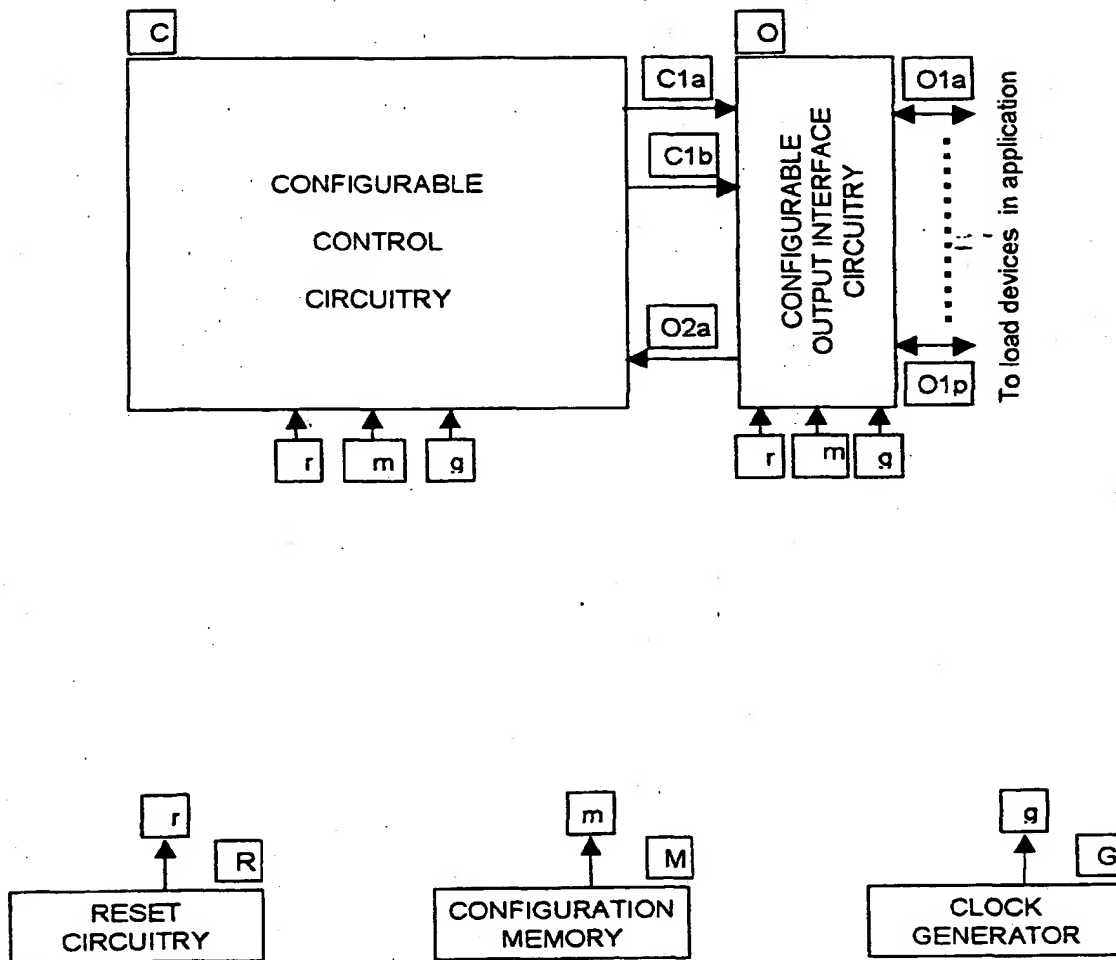 C
O
C1a
O1a
C1b
CONFIGURABLE
CONTROL
CIRCUITRY
CONFIGURABLE
OUTPUT INTERFACE
CIRCUITRY
To load devices in application
O2a
O1p
r
m
g
r
m
g
r
m
g
R
M
G
RESET
CIRCUITRY
CONFIGURATION
MEMORY
CLOCK
GENERATOR